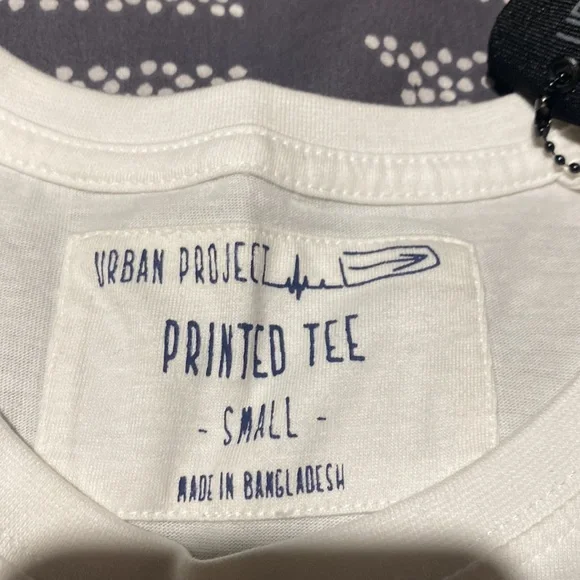 URBAN PROJECT
PRINTED TEE
- SMALL -
MADE IN BANGLADESH